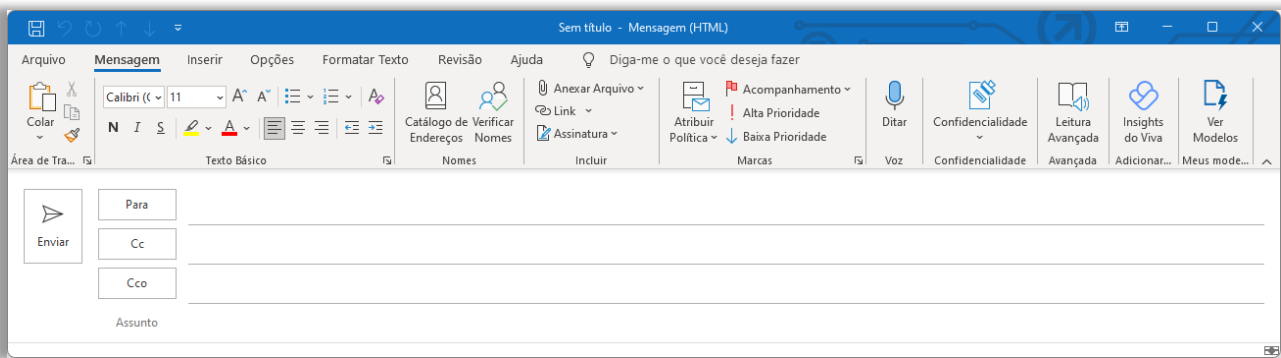 Sem título - Mensagem (HTML)
Arquivo Mensagem Inserir Opções Formatar Texto Revisão Ajuda Diga-me o que você deseja fazer
Colar
Calibri (( 11
N I S A
Catálogo de Endereços
Verificar Nomes
Anexar Arquivo
Link
Assinatura
Atribuir Política
Acompanhamento
Alta Prioridade
Baixa Prioridade
Ditar
Confidencialidade
Leitura Avançada
Insights do Viva
Ver Modelos
Área de Tra... Texto Básico Nomes Incluir Marcas Voz Confidencialidade Avançada Adicionar... Meus mode...
Enviar
Para
Cc
Cco
Assunto